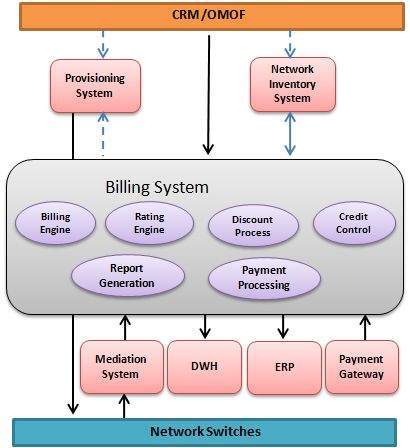 CRM/OMOF
Provisioning
System
Network
Inventory
System
Billing System
Billing
Engine
Rating
Engine
Discount
Process
Credit
Control
Report
Generation
Payment
Processing
Mediation
System
DWH
ERP
Payment
Gateway
Network Switches